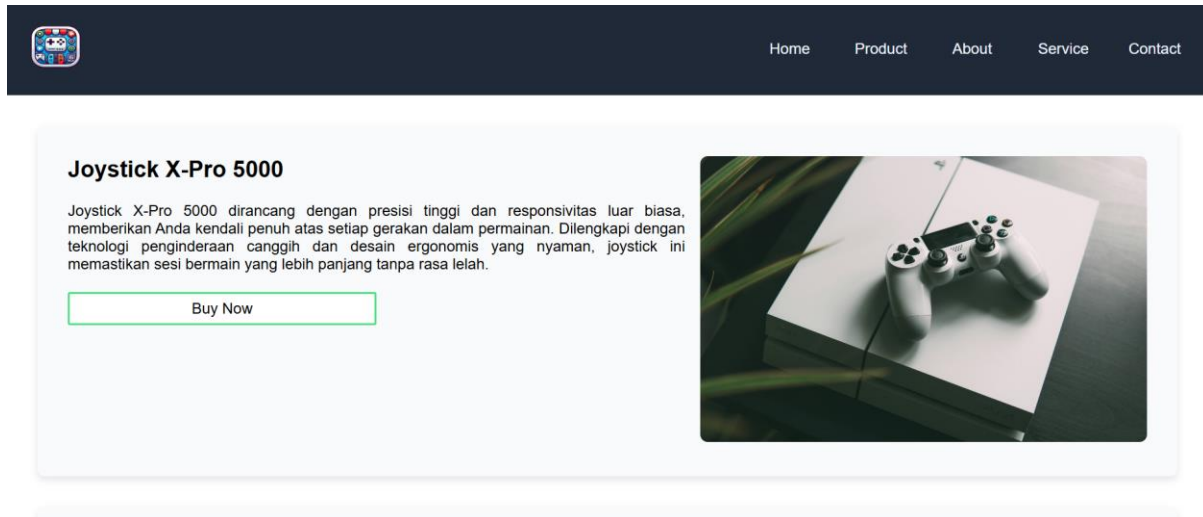 Home Product About Service Contact
Joystick X-Pro 5000
Joystick X-Pro 5000 dirancang dengan presisi tinggi dan responsivitas luar biasa,
memberikan Anda kendali penuh atas setiap gerakan dalam permainan. Dilengkapi dengan
teknologi penginderaan canggih dan desain ergonomis yang nyaman, joystick ini
memastikan sesi bermain yang lebih panjang tanpa rasa lelah.
Buy Now